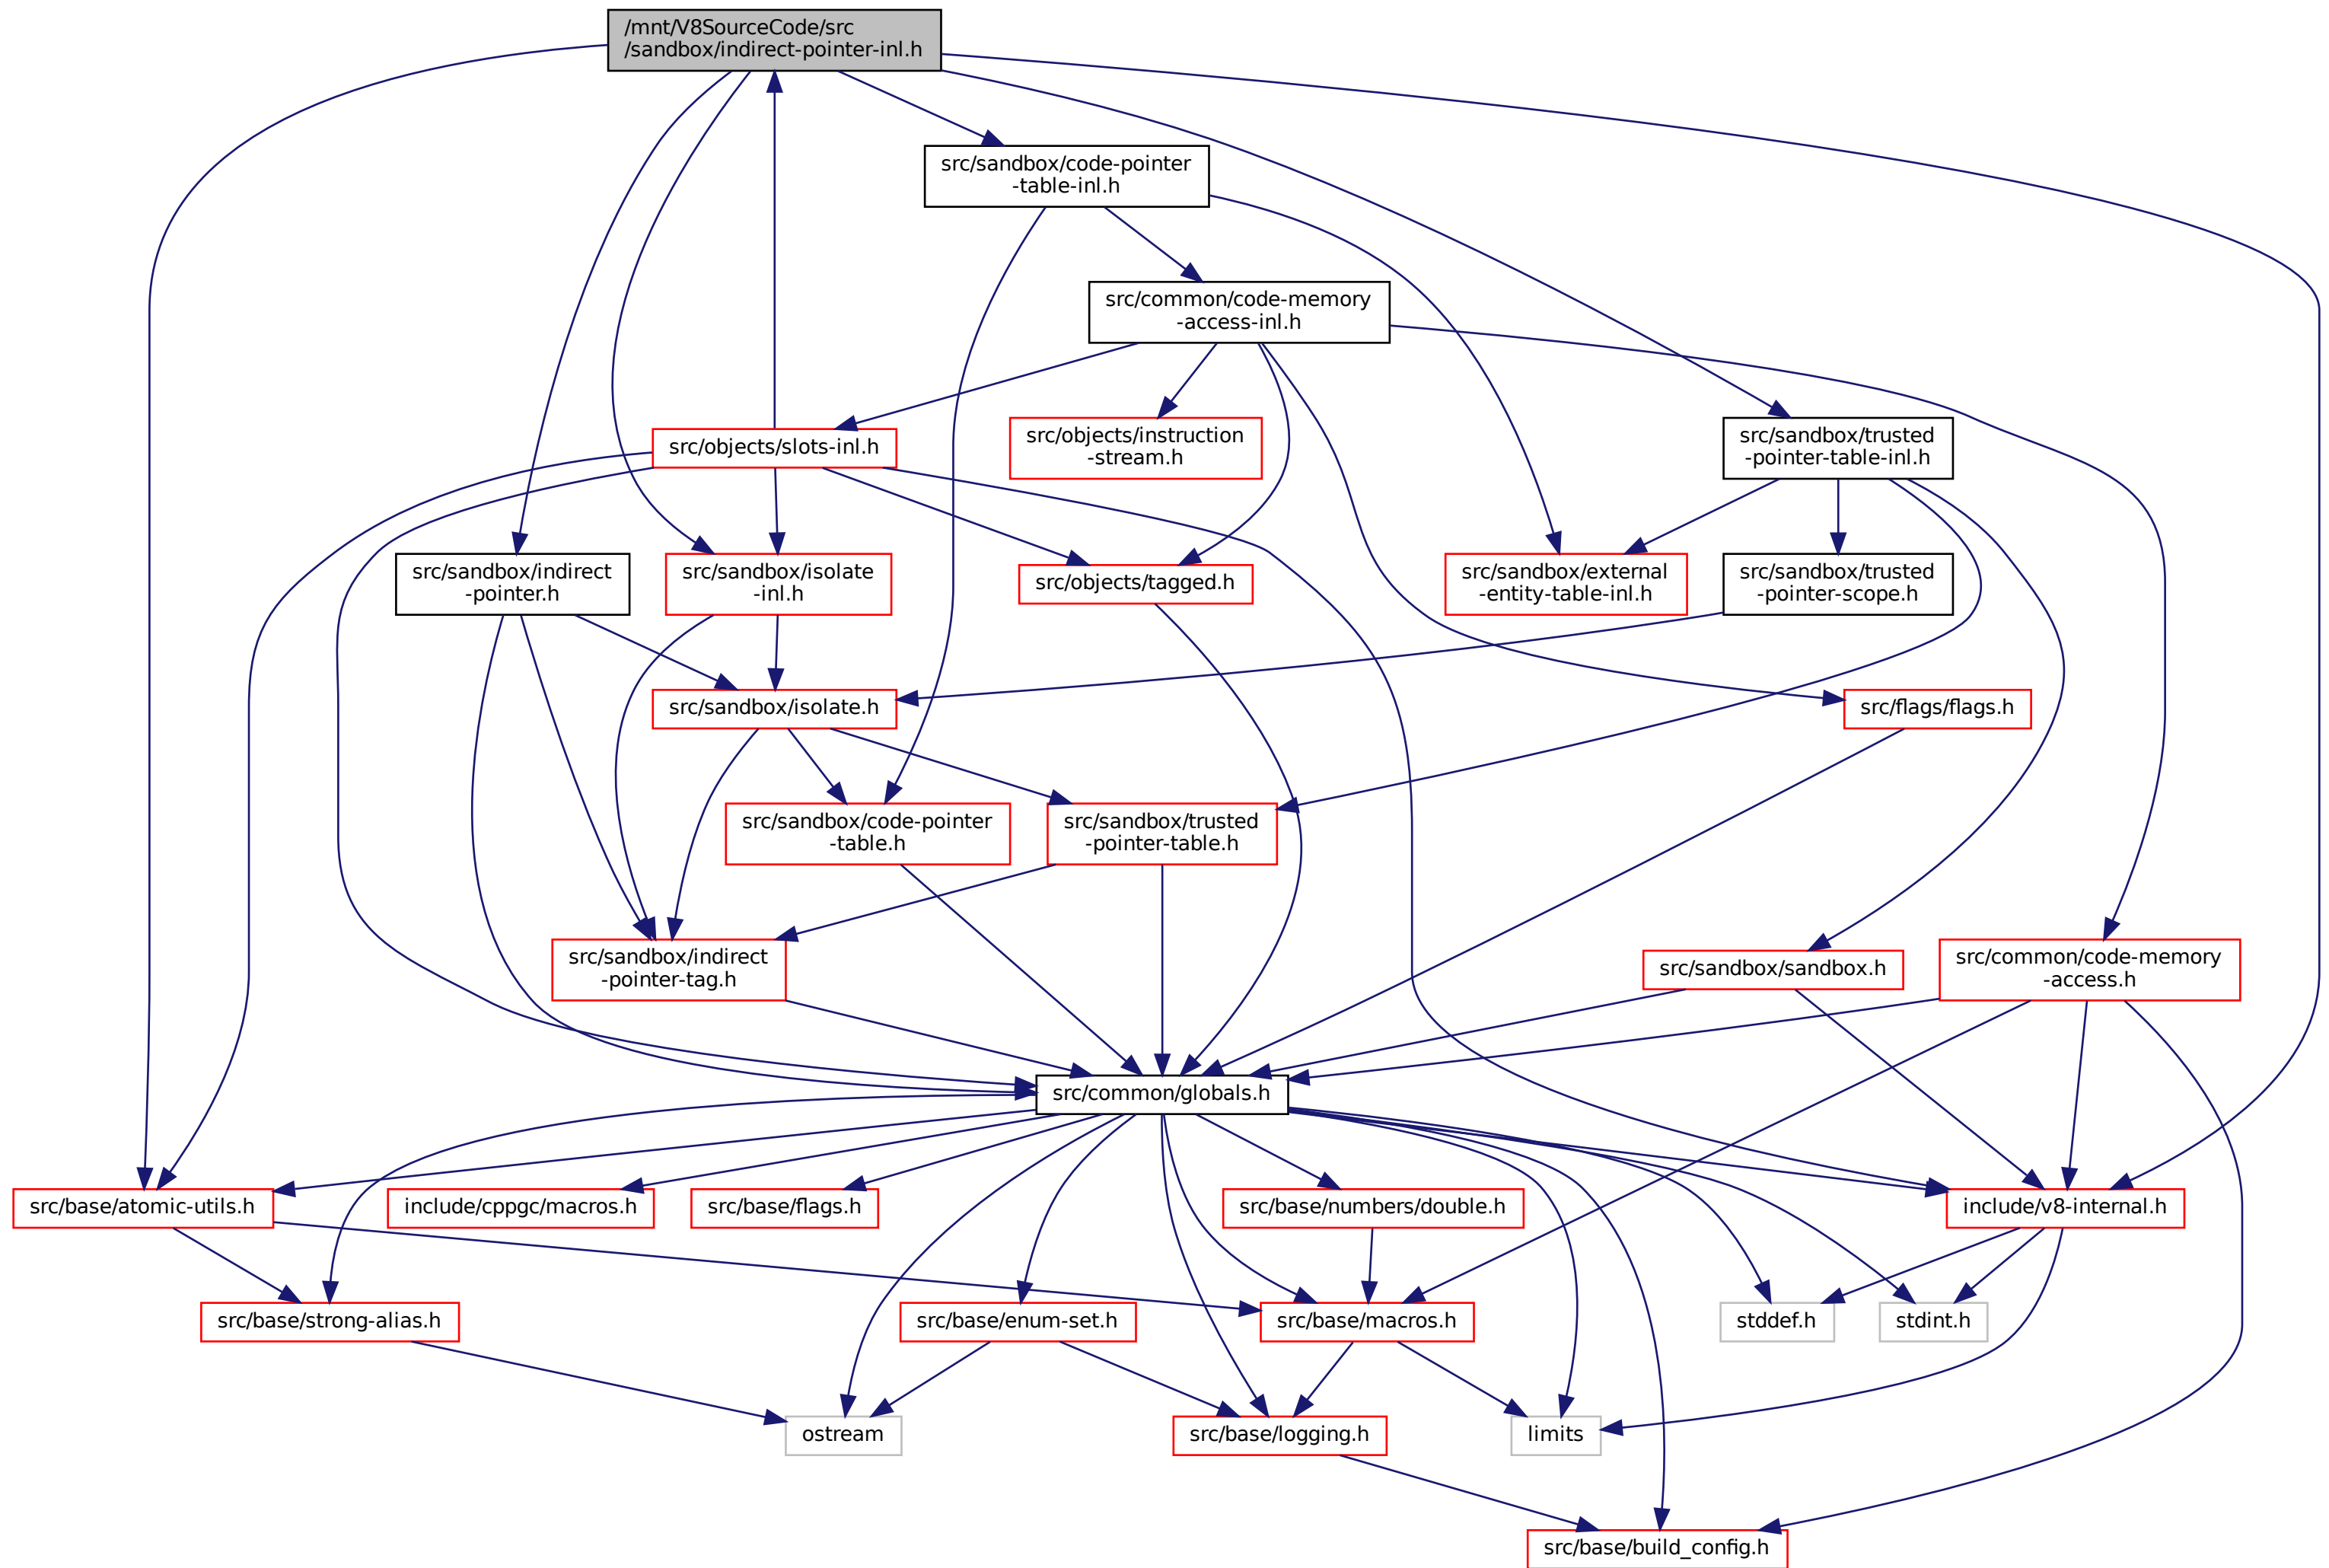 /mnt/V8SourceCode/src
/sandbox/indirect-pointer-inl.h
src/sandbox/code-pointer
-table-inl.h
src/common/code-memory
-access-inl.h
src/objects/slots-inl.h
src/objects/instruction
-stream.h
src/sandbox/trusted
-pointer-table-inl.h
src/sandbox/indirect
-pointer.h
src/sandbox/isolate
-inl.h
src/objects/tagged.h
src/sandbox/external
-entity-table-inl.h
src/sandbox/trusted
-pointer-scope.h
src/sandbox/isolate.h
src/flags/flags.h
src/sandbox/code-pointer
-table.h
src/sandbox/trusted
-pointer-table.h
src/sandbox/indirect
-pointer-tag.h
src/sandbox/sandbox.h
src/common/code-memory
-access.h
src/common/globals.h
src/base/atomic-utils.h
include/cppgc/macros.h
src/base/flags.h
src/base/numbers/double.h
include/v8-internal.h
src/base/strong-alias.h
src/base/enum-set.h
src/base/macros.h
stddef.h
stdint.h
ostream
src/base/logging.h
limits
src/base/build_config.h